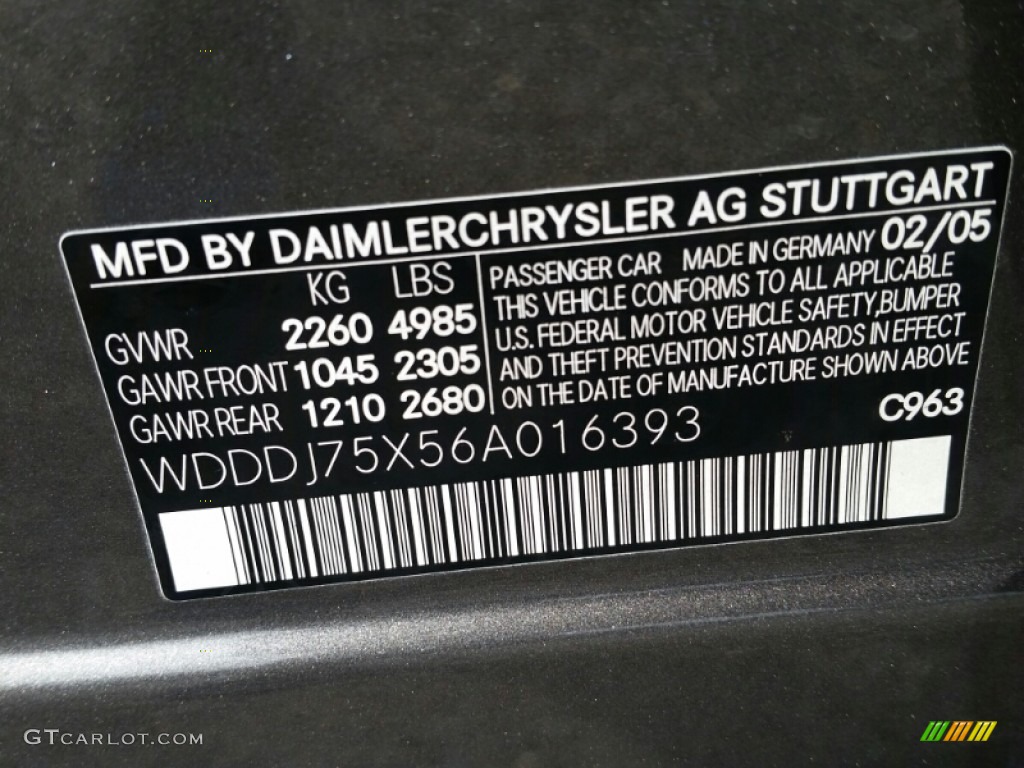 MFD BY DAIMLERCHRYSLER AG STUTTGART
KG LBS
GVWR 2260 4985
GAWR FRONT 1045 2305
GAWR REAR 1210 2680
PASSENGER CAR MADE IN GERMANY 02/05
THIS VEHICLE CONFORMS TO ALL APPLICABLE
U.S. FEDERAL MOTOR VEHICLE SAFETY, BUMPER
AND THEFT PREVENTION STANDARDS IN EFFECT
ON THE DATE OF MANUFACTURE SHOWN ABOVE
C963
WDDDJ75X56A016393
GTCARLOT.COM